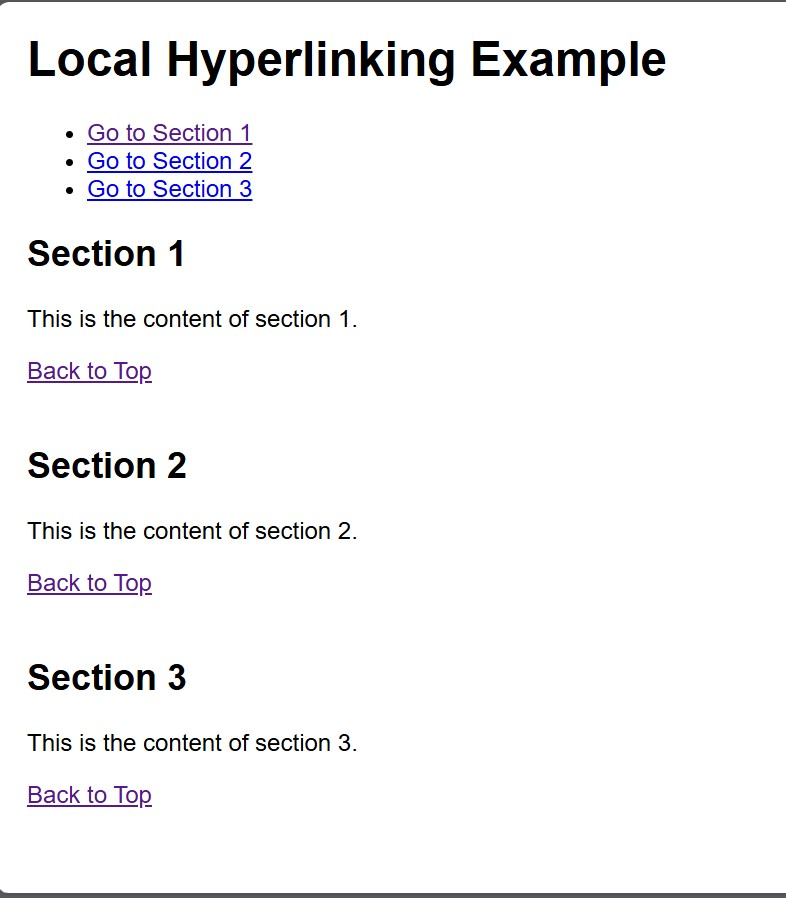 Local Hyperlinking Example
Go to Section 1
Go to Section 2
Go to Section 3
Section 1
This is the content of section 1.
Back to Top
Section 2
This is the content of section 2.
Back to Top
Section 3
This is the content of section 3.
Back to Top